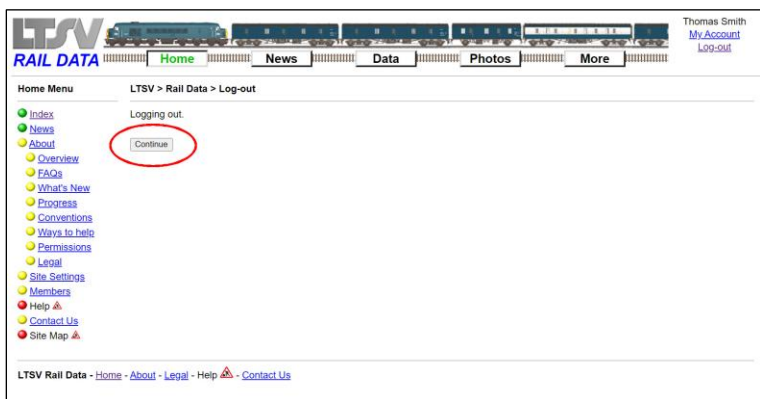 LTSV
RAIL DATA
Home
News
Data
Photos
More
Thomas Smith
My Account
Log-out
Home Menu
LTSV > Rail Data > Log-out
Index
News
About
Overview
FAQs
What's New
Progress
Conventions
Ways to help
Permissions
Legal
Site Settings
Members
Help
Contact Us
Site Map
Logging out.
Continue
LTSV Rail Data - Home - About - Legal - Help - Contact Us